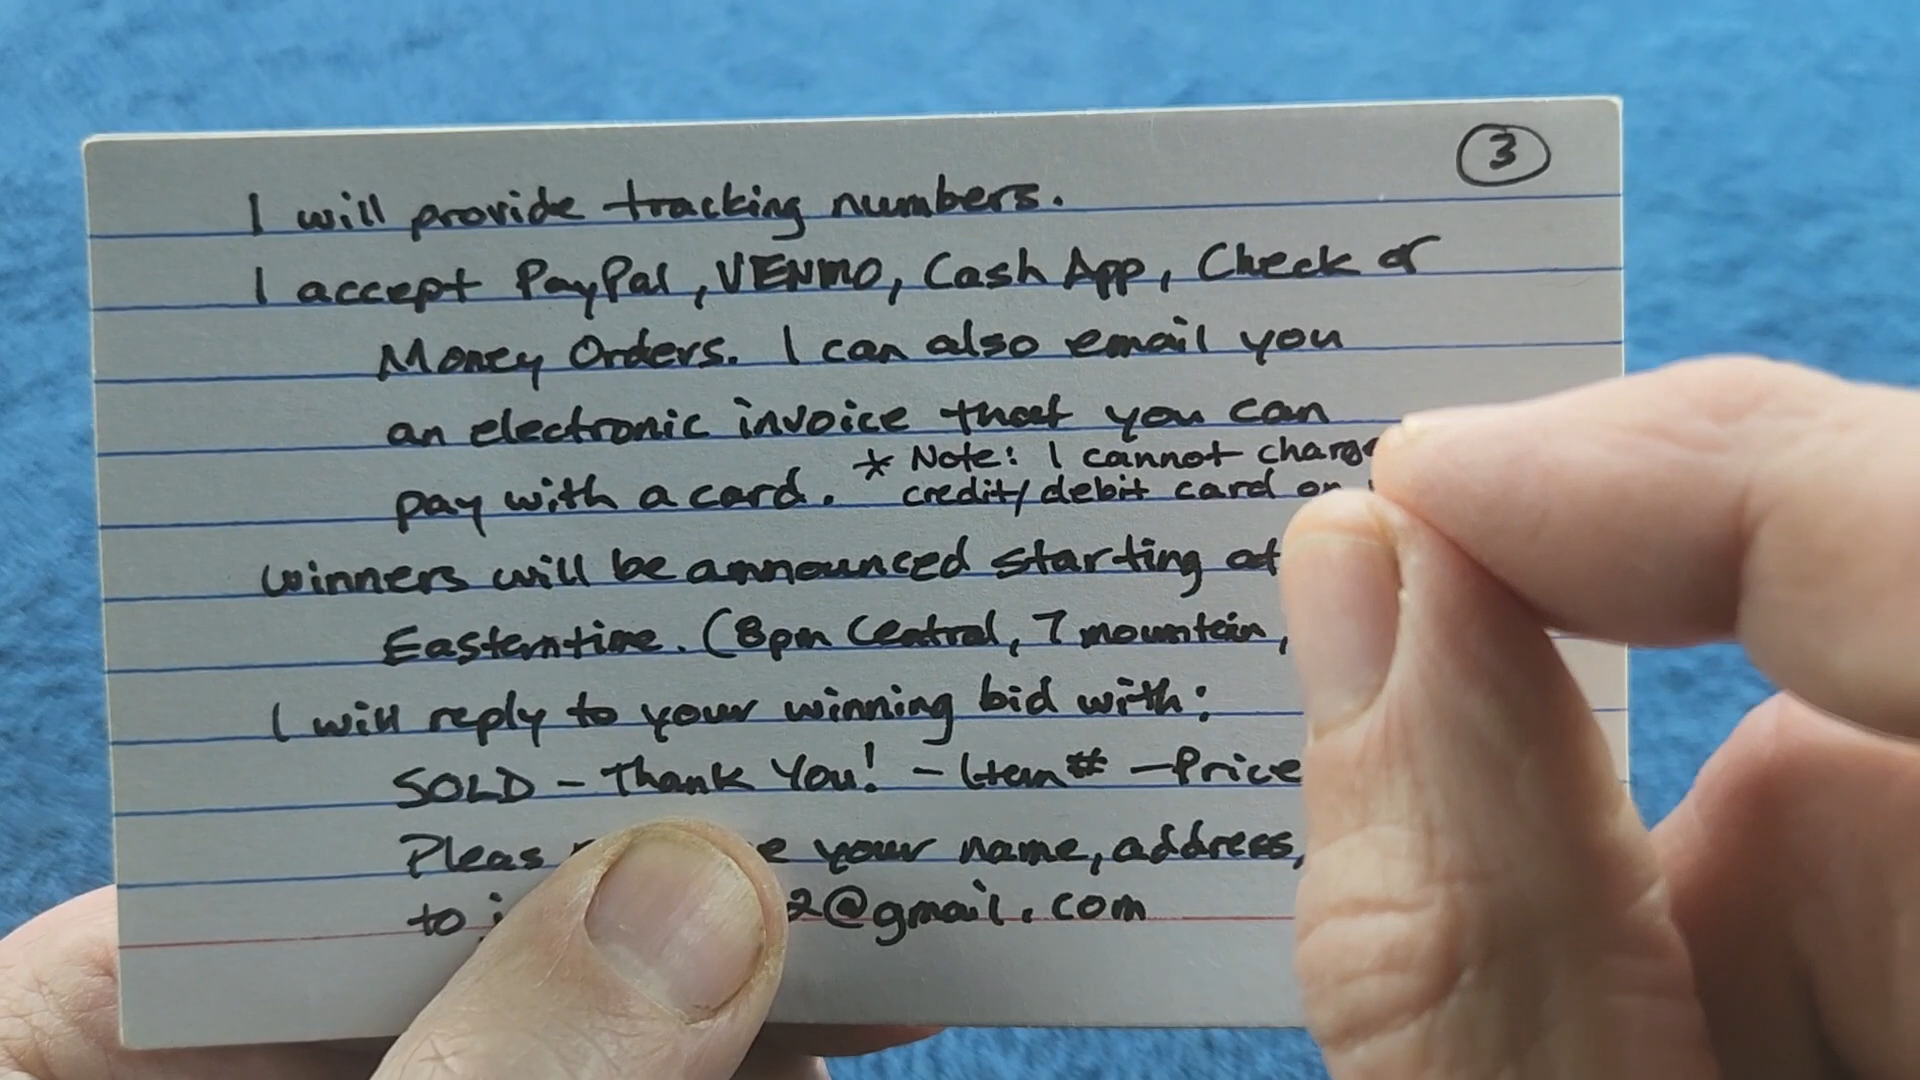 3
I will provide tracking numbers.
I accept PayPal, VENMO, Cash App, Check or
Money Orders. I can also email you
an electronic invoice that you can
pay with a card. * Note: I cannot charge
credit/debit card on
Winners will be announced starting at
Eastern time. (8pm Central, 7 mountain,
I will reply to your winning bid with:
SOLD - Thank You! - Item # - Price
your name, address,
to 2@gmail.com